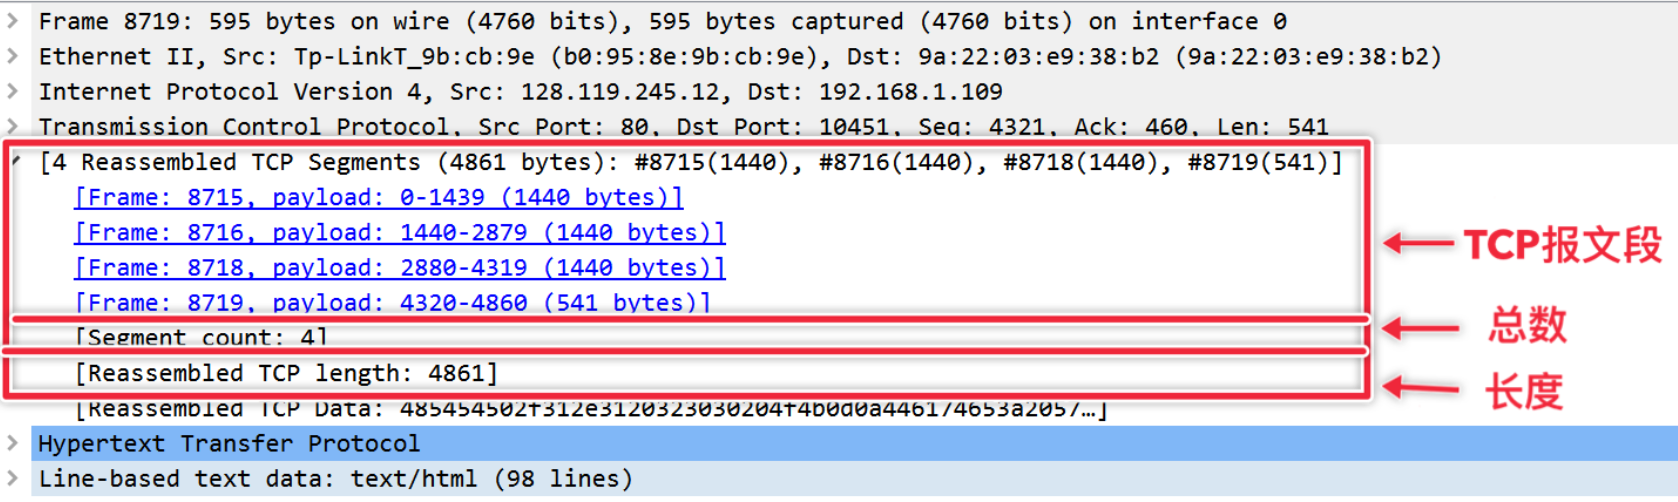 Frame 8719: 595 bytes on wire (4760 bits), 595 bytes captured (4760 bits) on interface 0
Ethernet II, Src: Tp-LinkT_9b:cb:9e (b0:95:8e:9b:cb:9e), Dst: 9a:22:03:e9:38:b2 (9a:22:03:e9:38:b2)
Internet Protocol Version 4, Src: 128.119.245.12, Dst: 192.168.1.109
Transmission Control Protocol, Src Port: 80, Dst Port: 10451, Seq: 4321, Ack: 460, Len: 541
[4 Reassembled TCP Segments (4861 bytes): #8715(1440), #8716(1440), #8718(1440), #8719(541)]
[Frame: 8715, payload: 0-1439 (1440 bytes)]
[Frame: 8716, payload: 1440-2879 (1440 bytes)]
[Frame: 8718, payload: 2880-4319 (1440 bytes)]
[Frame: 8719, payload: 4320-4860 (541 bytes)]
TCP报文段
[Segment count: 4]
总数
[Reassembled TCP length: 4861]
长度
[Reassembled TCP Data: 485454502f312e3120323030204f4b0d0a446174653a2057…]
Hypertext Transfer Protocol
Line-based text data: text/html (98 lines)